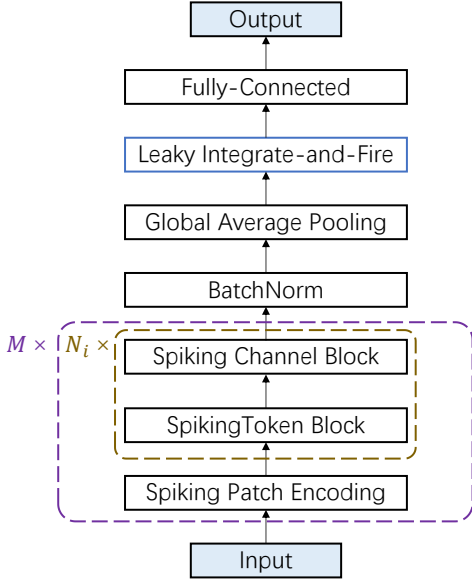 Output
Fully-Connected
Leaky Integrate-and-Fire
Global Average Pooling
BatchNorm
M × N_i ×
Spiking Channel Block
SpikingToken Block
Spiking Patch Encoding
Input